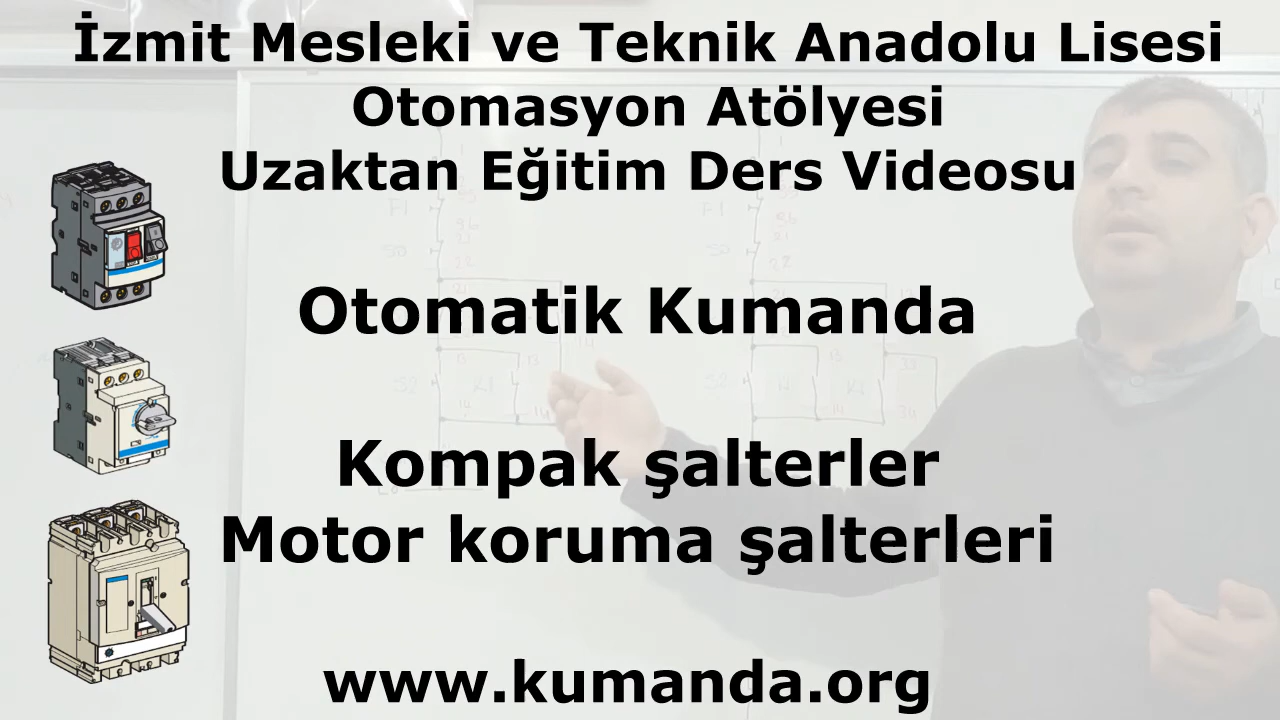 İzmit Mesleki ve Teknik Anadolu Lisesi
Otomasyon Atölyesi
Uzaktan Eğitim Ders Videosu
Otomatik Kumanda
Kompak şalterler
Motor koruma şalterleri
www.kumanda.org